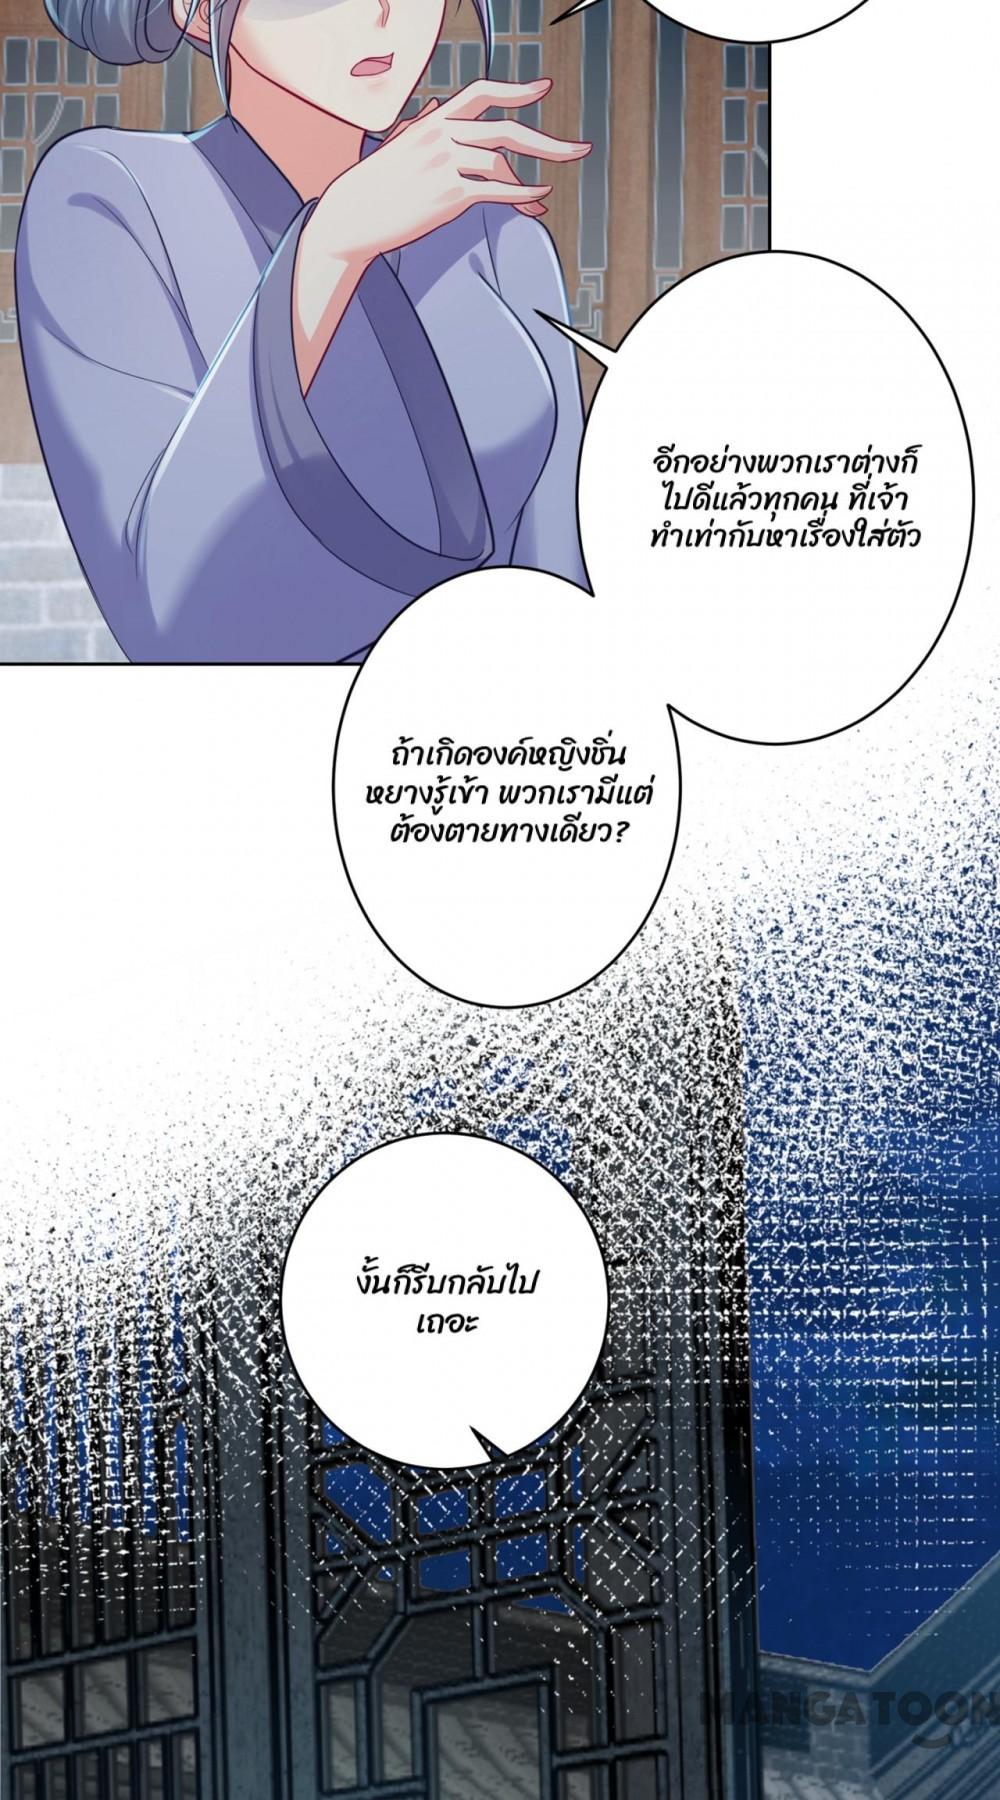 อีกอย่างพวกเราต่างก็
ไปดีแล้วทุกคน ที่เจ้า
ทำเท่ากับหาเรื่องใส่ตัว
ถ้าเกิดองค์หญิงชิ่น
หยางรู้เข้า พวกเรามีแต่
ต้องตายทางเดียว?
งั้นก็รีบกลับไป
เถอะ
MANGATOON